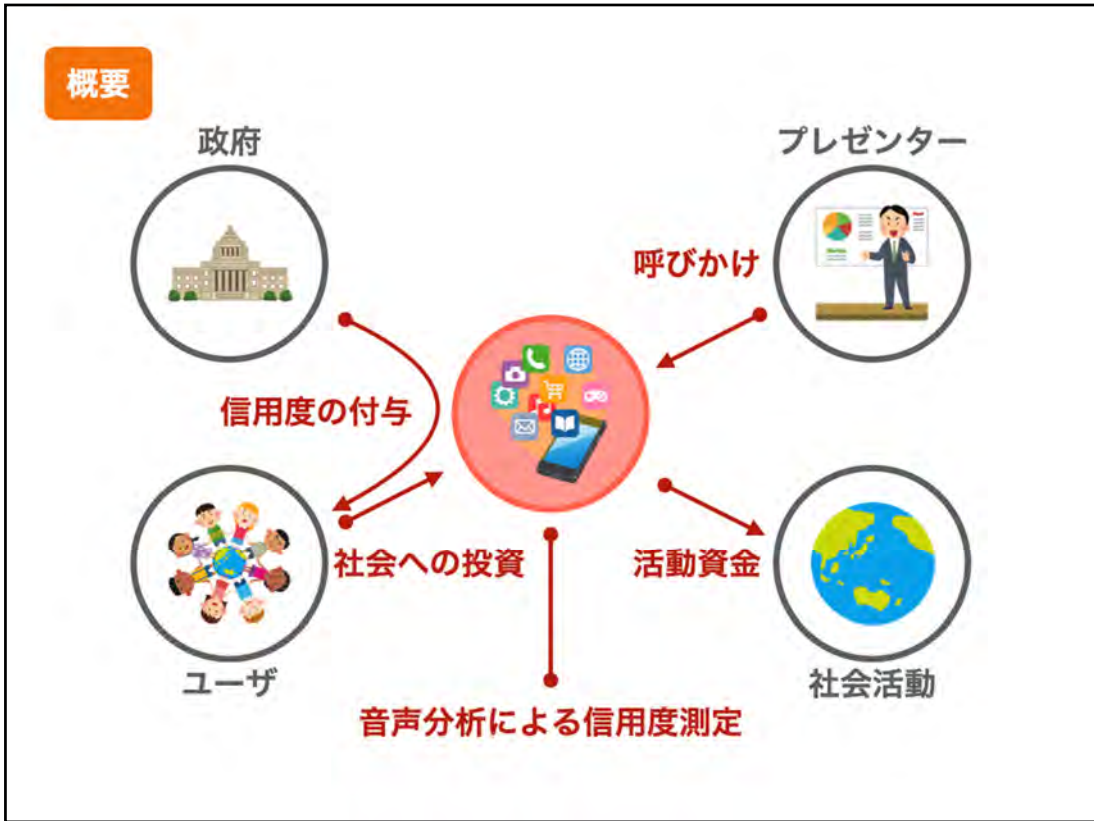 概要
政府
プレゼンター
呼びかけ
信用度の付与
社会への投資
活動資金
ユーザ
社会活動
音声分析による信用度測定